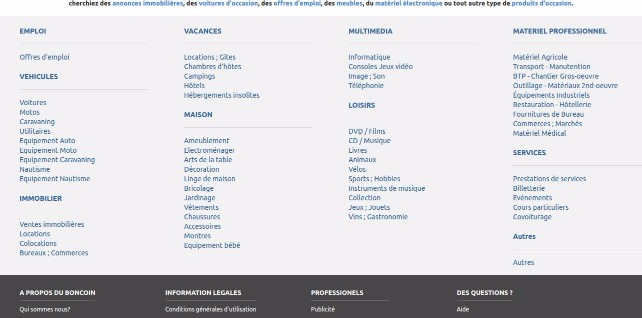 cherchiez des annonces immobilières, des voitures d'occasion, des offres d'emploi, des meubles, du matériel électronique ou tout autre type de produits d'occasion.
EMPLOI
Offres d'emploi
VEHICULES
Voitures
Motos
Caravaning
Utilitaires
Equipement Auto
Equipement Moto
Equipement Caravaning
Nautisme
Equipement Nautisme
IMMOBILIER
Ventes immobilières
Locations
Colocations
Bureaux ; Commerces
VACANCES
Locations ; Gîtes
Chambres d'hôtes
Campings
Hôtels
Hébergements insolites
MAISON
Ameublement
Electroménager
Arts de la table
Décoration
Linge de maison
Bricolage
Jardinage
Vêtements
Chaussures
Accessoires
Montres
Equipement bébé
MULTIMEDIA
Informatique
Consoles Jeux vidéo
Image ; Son
Téléphonie
LOISIRS
DVD / Films
CD / Musique
Livres
Animaux
Vélos
Sports ; Hobbies
Instruments de musique
Collection
Jeux ; Jouets
Vins ; Gastronomie
MATERIEL PROFESSIONNEL
Matériel Agricole
Transport - Manutention
BTP - Chantier Gros-oeuvre
Outillage - Matériaux 2nd-oeuvre
Équipements Industriels
Restauration - Hôtellerie
Fournitures de Bureau
Commerces ; Marchés
Matériel Médical
SERVICES
Prestations de services
Billetterie
Evénements
Cours particuliers
Covoiturage
Autres
Autres
A PROPOS DU BONCOIN
Qui sommes nous?
INFORMATION LEGALES
Conditions générales d'utilisation
PROFESSIONELS
Publicité
DES QUESTIONS ?
Aide